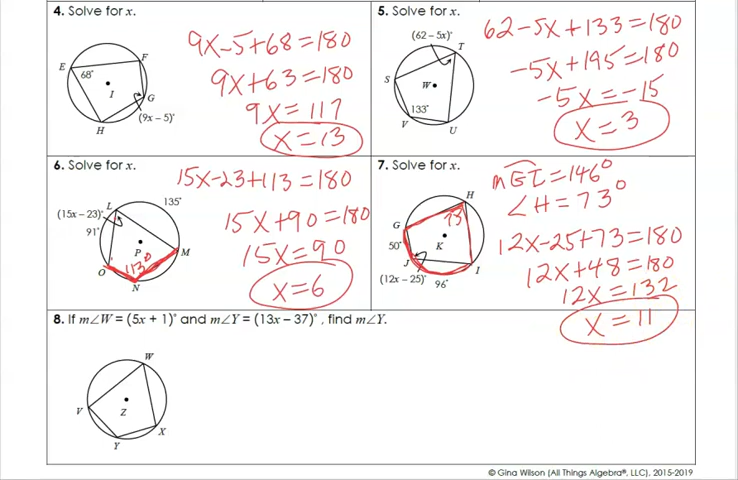 4. Solve for x.
E
F
68°
I
G
H
(9x – 5)°
9x-5+68=180
9x+63=180
9x=117
x=13
5. Solve for x.
(62 – 5x)°
T
S
W
133°
V
U
62-5x+133=180
-5x+195=180
-5x=-15
x=3
6. Solve for x.
L
135°
(15x – 23)°
91°
P
M
O
113°
N
15x-23+113=180
15x+90=180
15x=90
x=6
7. Solve for x.
H
73
G
K
50°
J
I
(12x – 25)°
96°
mGI=146°
∠H=73°
12x-25+73=180
12x+48=180
12x=132
x=11
8. If m∠W = (5x + 1)° and m∠Y = (13x – 37)°, find m∠Y.
W
V
Z
X
Y
© Gina Wilson (All Things Algebra®, LLC), 2015-2019